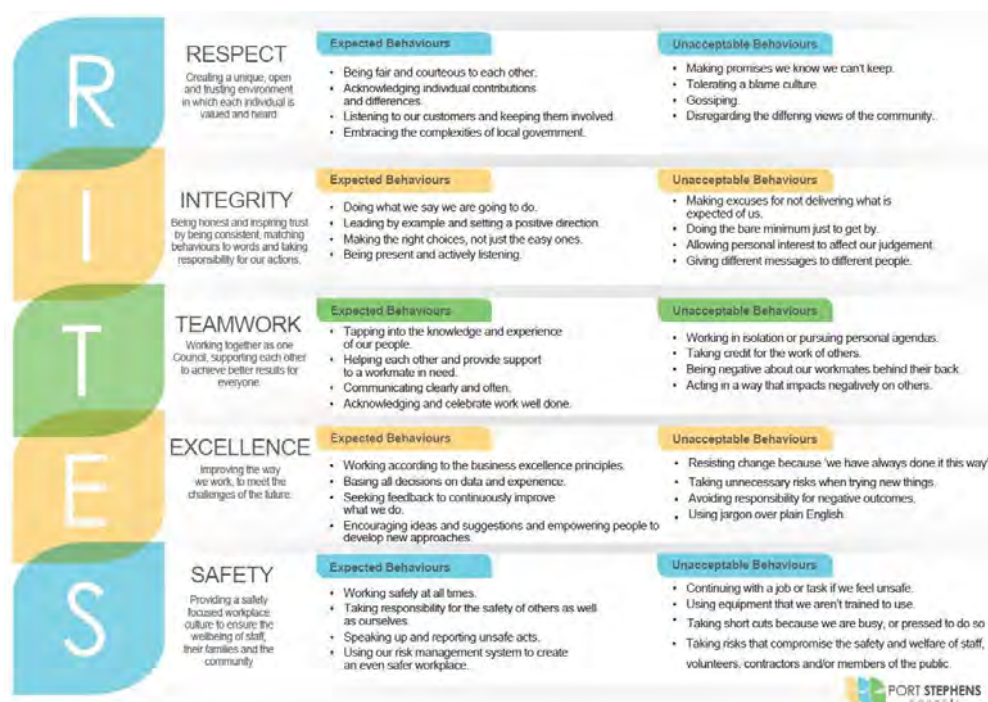 R
RESPECT
Creating a unique, open
and trusting environment
in which each individual is
valued and heard
Expected Behaviours
• Being fair and courteous to each other.
• Acknowledging individual contributions
and differences.
• Listening to our customers and keeping them involved.
• Embracing the complexities of local government.
Unacceptable Behaviours
• Making promises we know we can't keep.
• Tolerating a blame culture.
• Gossiping.
• Disregarding the differing views of the community.
I
INTEGRITY
Being honest and inspiring trust
by being consistent, matching
behaviours to words and taking
responsibility for our actions.
Expected Behaviours
• Doing what we say we are going to do.
• Leading by example and setting a positive direction.
• Making the right choices, not just the easy ones.
• Being present and actively listening.
Unacceptable Behaviours
• Making excuses for not delivering what is
expected of us.
• Doing the bare minimum just to get by.
• Allowing personal interest to affect our judgement.
• Giving different messages to different people.
T
TEAMWORK
Working together as one
Council, supporting each other
to achieve better results for
everyone.
Expected Behaviours
• Tapping into the knowledge and experience
of our people.
• Helping each other and provide support
to a workmate in need.
• Communicating clearly and often.
• Acknowledging and celebrate work well done.
Unacceptable Behaviours
• Working in isolation or pursuing personal agendas.
• Taking credit for the work of others.
• Being negative about our workmates behind their back.
• Acting in a way that impacts negatively on others.
E
EXCELLENCE
Improving the way
we work, to meet the
challenges of the future.
Expected Behaviours
• Working according to the business excellence principles.
• Basing all decisions on data and experience.
• Seeking feedback to continuously improve
what we do.
• Encouraging ideas and suggestions and empowering people to
develop new approaches.
Unacceptable Behaviours
• Resisting change because 'we have always done it this way'
• Taking unnecessary risks when trying new things.
• Avoiding responsibility for negative outcomes.
• Using jargon over plain English.
S
SAFETY
Providing a safety
focused workplace
culture to ensure the
wellbeing of staff,
their families and the
community
Expected Behaviours
• Working safely at all times.
• Taking responsibility for the safety of others as well
as ourselves.
• Speaking up and reporting unsafe acts.
• Using our risk management system to create
an even safer workplace.
Unacceptable Behaviours
• Continuing with a job or task if we feel unsafe.
• Using equipment that we aren't trained to use.
• Taking short cuts because we are busy, or pressed to do so
• Taking risks that compromise the safety and welfare of staff,
volunteers, contractors and/or members of the public.
PORT STEPHENS